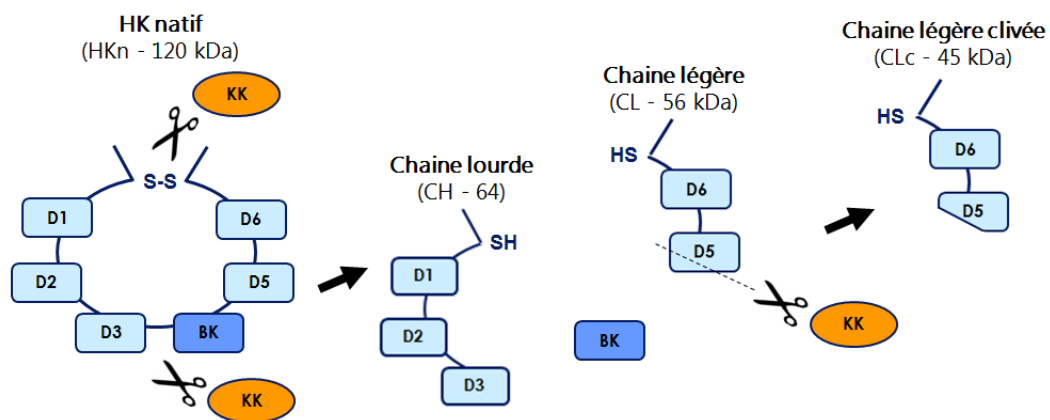 HK natif
(HKn - 120 kDa)
KK
S-S
D1
D6
D2
D5
D3
BK
KK
Chaine lourde
(CH - 64)
SH
D1
D2
D3
BK
Chaine légère
(CL - 56 kDa)
HS
D6
D5
KK
Chaine légère clivée
(CLc - 45 kDa)
HS
D6
D5